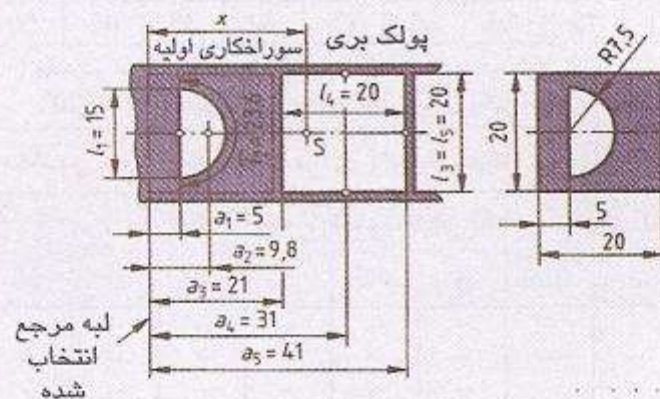 x
سوراخکاری اولیه
پولک بری
l₁ = 15
l₂ = 23,6
l₄ = 20
S
l₃ = l₅ = 20
a₁ = 5
a₂ = 9,8
a₃ = 21
a₄ = 31
a₅ = 41
لبه مرجع
انتخاب
شده
R7,5
20
5
20